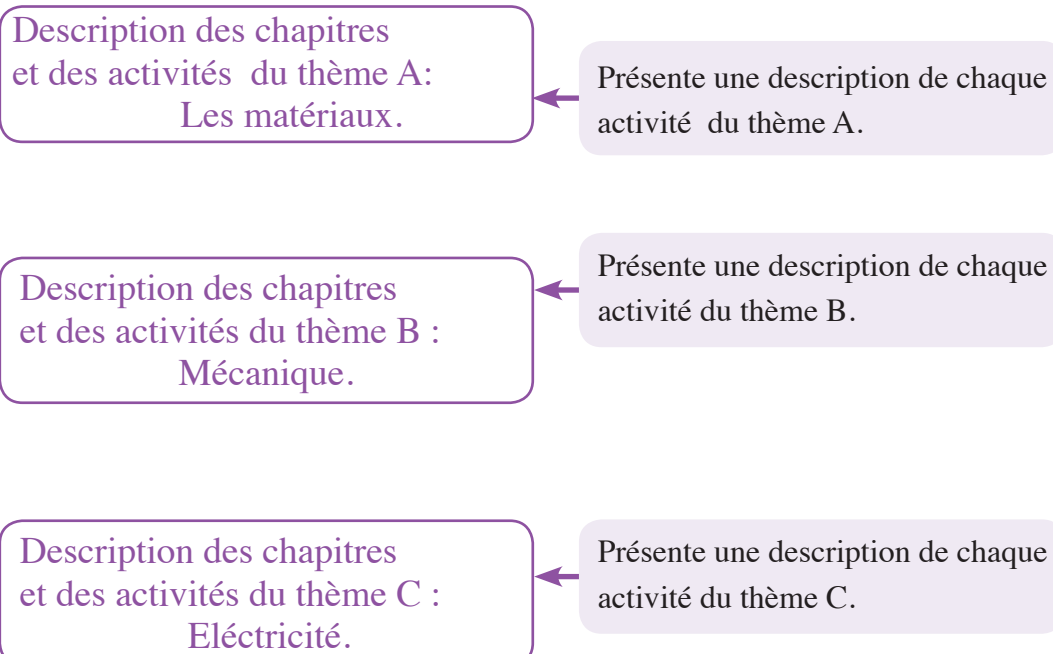 Description des chapitres
et des activités du thème A:
Les matériaux.
Présente une description de chaque
activité du thème A.
Description des chapitres
et des activités du thème B :
Mécanique.
Présente une description de chaque
activité du thème B.
Description des chapitres
et des activités du thème C :
Eléctricité.
Présente une description de chaque
activité du thème C.